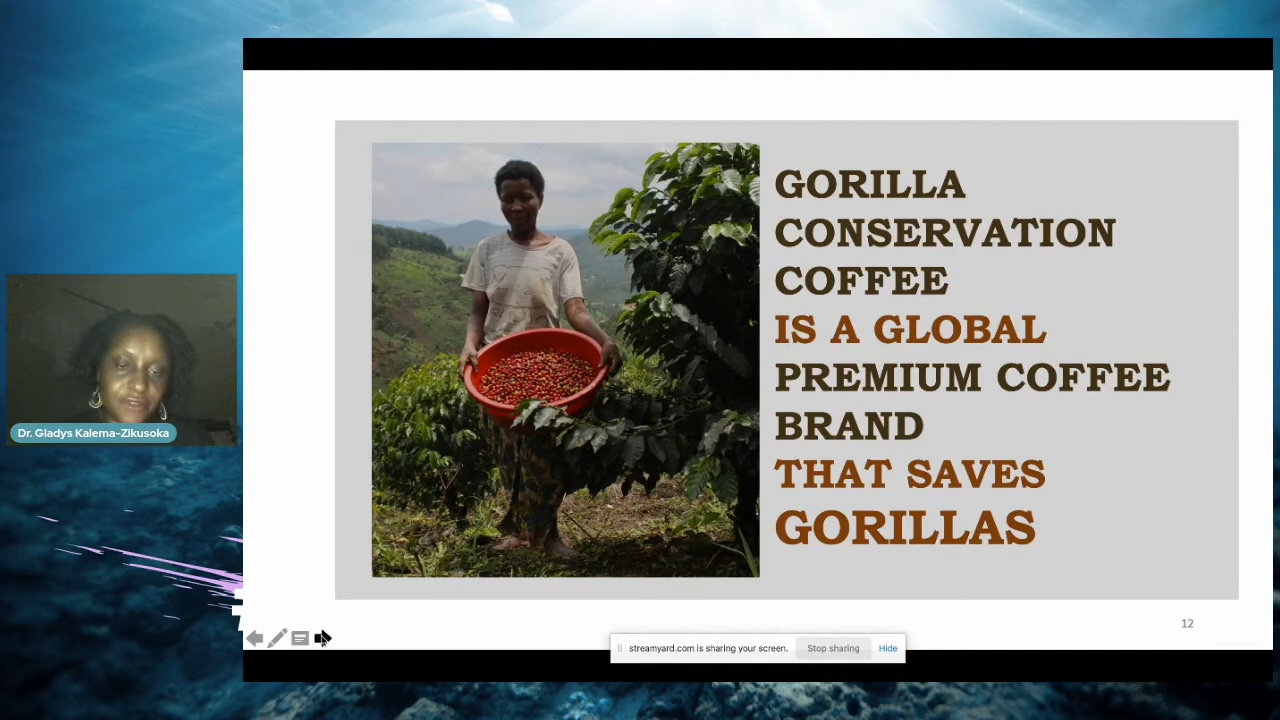 GORILLA
CONSERVATION
COFFEE
IS A GLOBAL
PREMIUM COFFEE
BRAND
THAT SAVES
GORILLAS
Dr. Gladys Kalema-Zikusoka
12
streamyard.com is sharing your screen. Stop sharing Hide